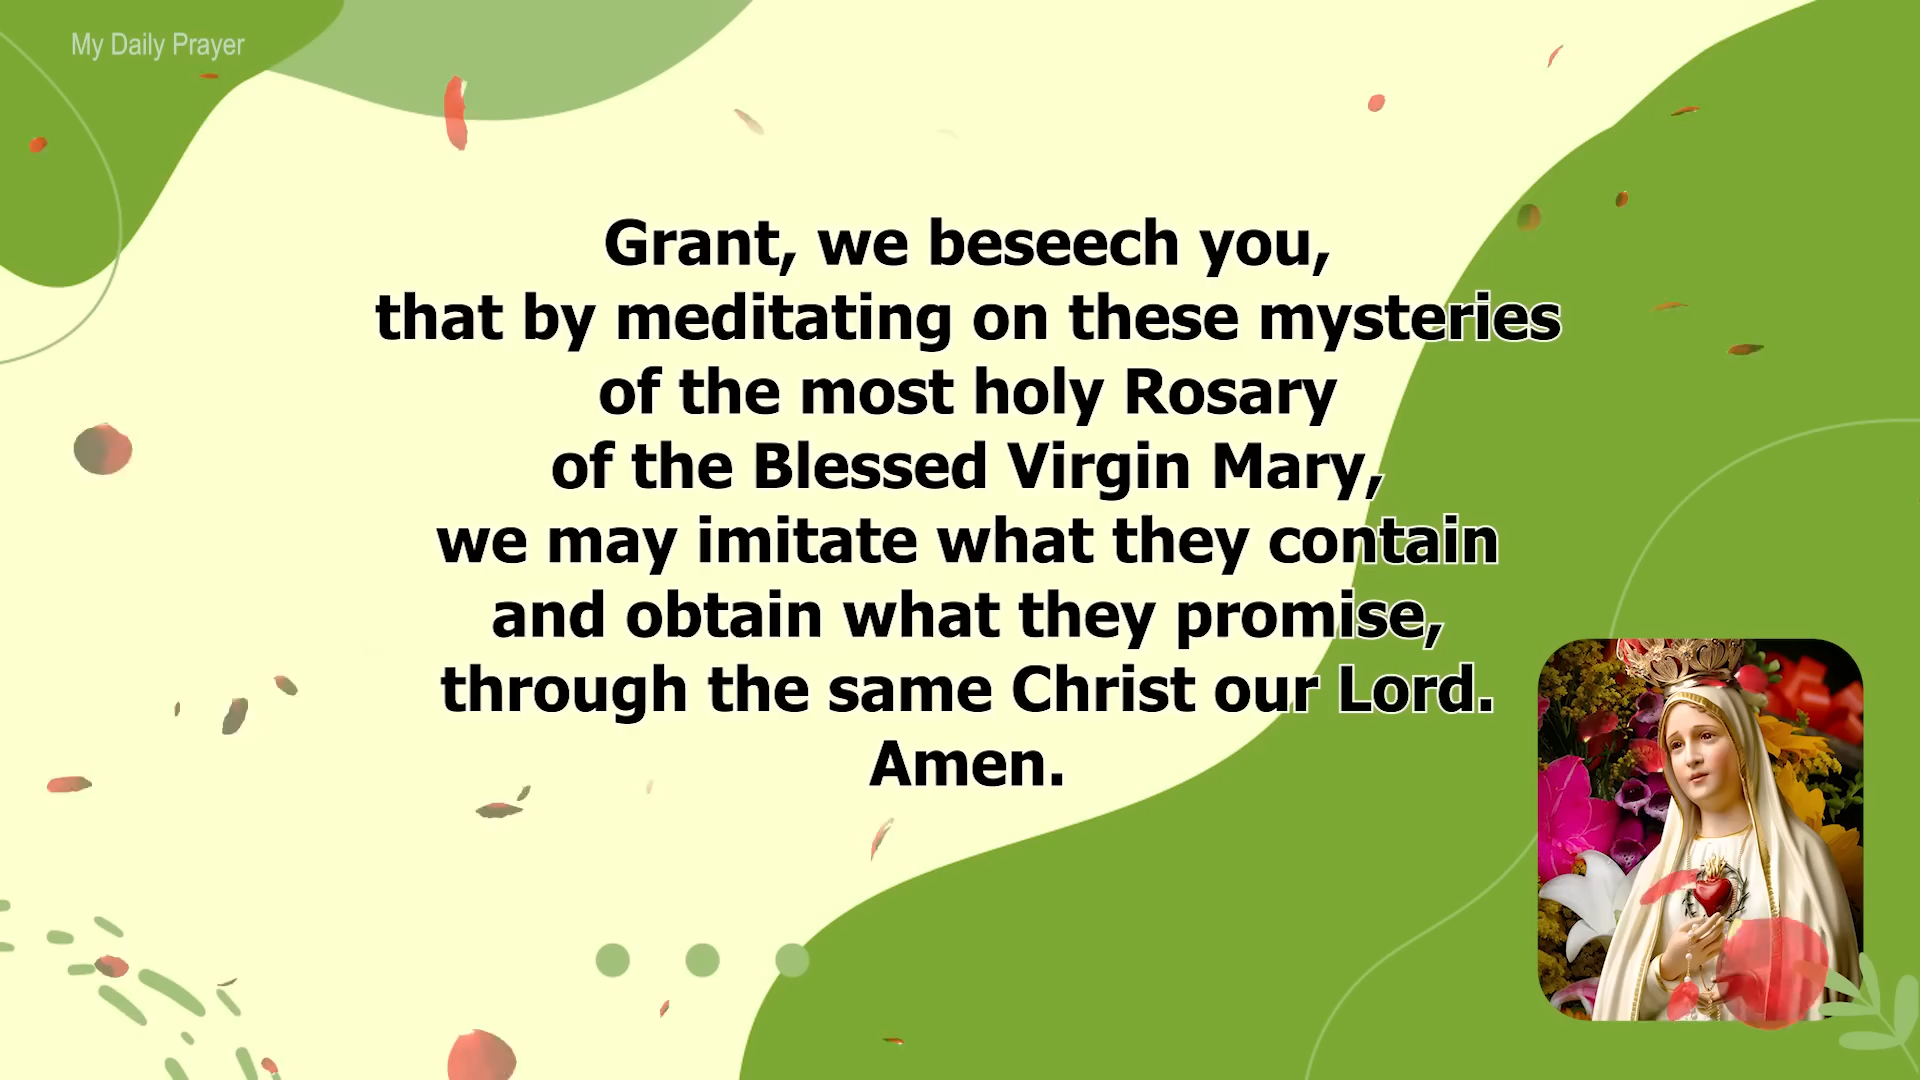 My Daily Prayer
Grant, we beseech you,
that by meditating on these mysteries
of the most holy Rosary
of the Blessed Virgin Mary,
we may imitate what they contain
and obtain what they promise,
through the same Christ our Lord.
Amen.